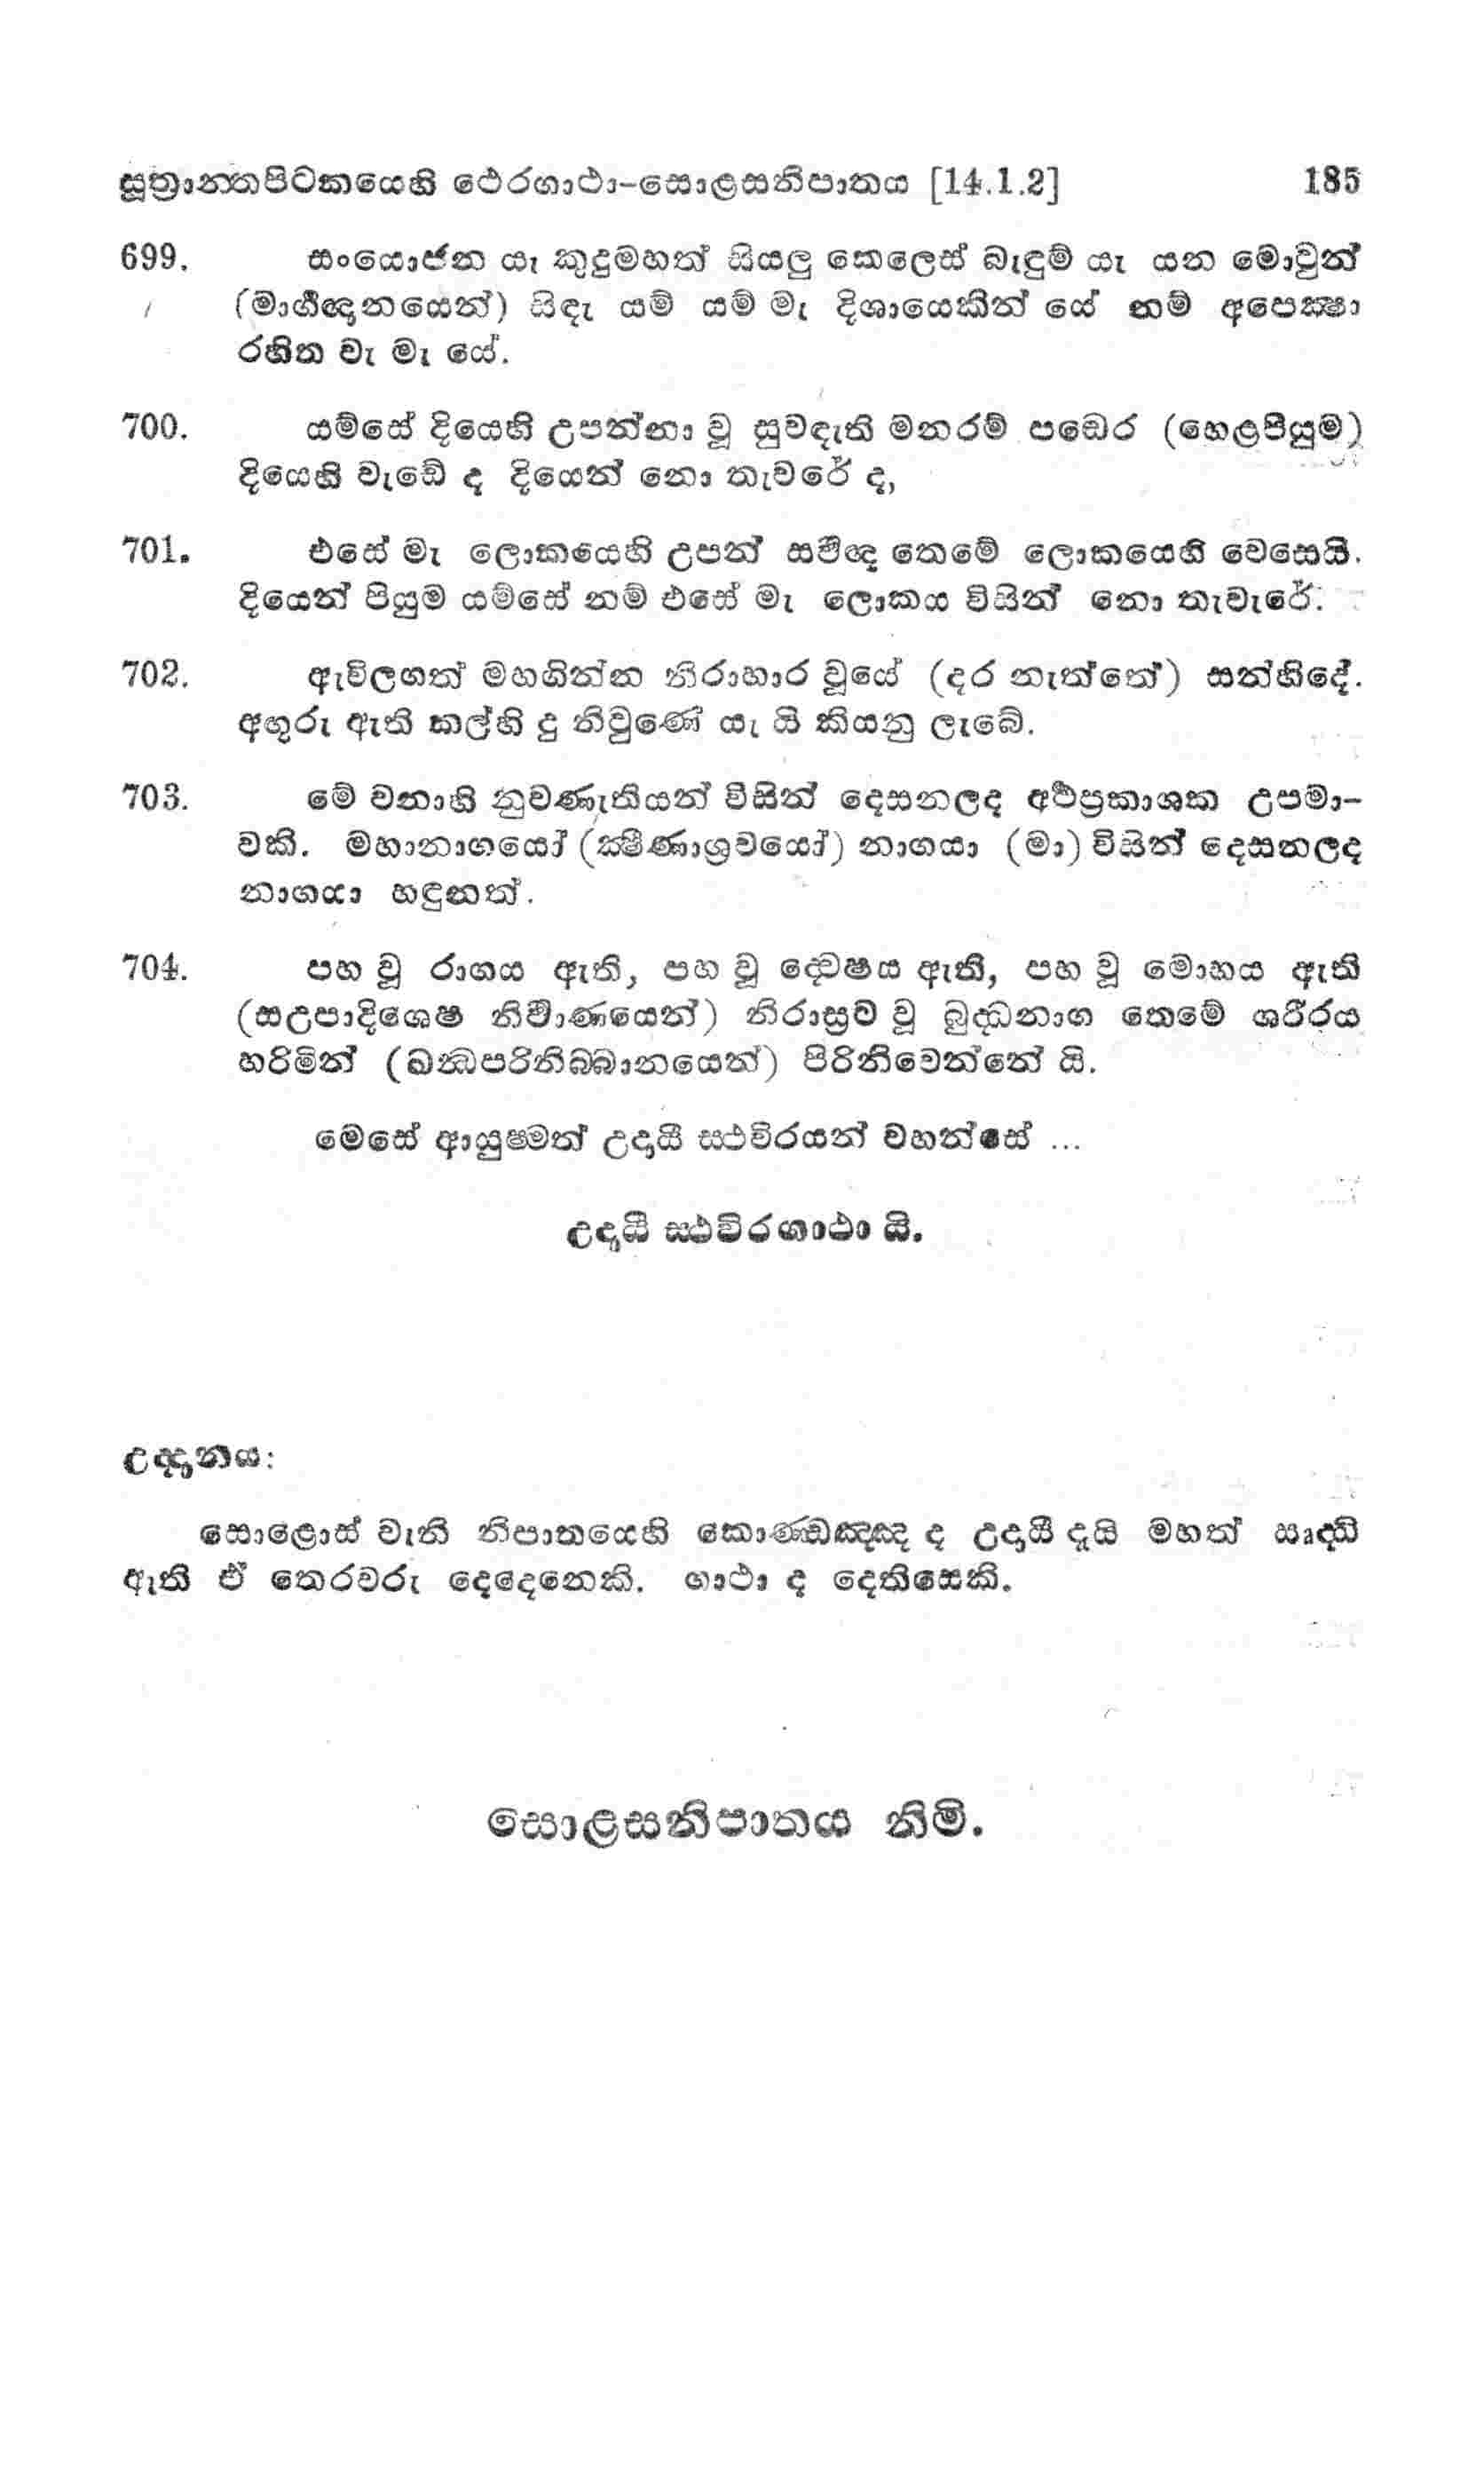 සූත්‍රාන්තපිටකයෙහි ථෙරගාථා-සොළසනිපාතය [14.1.2] 185
699. සංයොජන යැ කුදුමහත් සියලු කෙලෙස් බැඳුම් යැ යන මොවුන්
(මාර්ගඥානයෙන්) සිඳැ යම් යම් මැ දිශායෙකින් යේ නම් අපෙක්‍ෂා
රහිත වැ මැ යේ.
700. යම්සේ දියෙහි උපන්නා වූ සුවඳැති මනරම් පඬෙර (හෙළපියුම)
දියෙහි වැඩේ ද දියෙන් නො තැවරේ ද,
701. එසේ මැ ලොකයෙහි උපන් සර්වඥ තෙමේ ලොකයෙහි වෙසෙයි.
දියෙන් පියුම යම්සේ නම් එසේ මැ ලොකය විසින් නො තැවැරේ.
702. ඇවිලගත් මහගින්න නිරාහාර වූයේ (දර නැත්තේ) සන්හිදේ.
අඟුරු ඇති කල්හි දු නිවුණේ යැ යි කියනු ලැබේ.
703. මේ වනාහි නුවණැතියන් විසින් දෙසනලද අර්ථප්‍රකාශක උපමා-
වකි. මහානාගයෝ (ක්‍ෂීණාශ්‍රවයෝ) නාගයා (මා) විසින් දෙසනලද
නාගයා හඳුනත්.
704. පහ වූ රාගය ඇති, පහ වූ ද්වෙෂය ඇති, පහ වූ මොහය ඇති
(සඋපාදිශෙෂ නිර්වාණයෙන්) නිරාස්‍රව වූ බුද්ධනාග තෙමේ ශරීරය
හරිමින් (ඛන්‍ධපරිනිබ්බානයෙන්) පිරිනිවෙන්නේ යි.
මෙසේ ආයුෂ්මත් උදායී ස්ථවිරයන් වහන්සේ ...
උදායී ස්ථවිරගාථා යි.
උද්දානය:
සොළොස් වැනි නිපාතයෙහි කොණ්ඩඤ්ඤ ද උදායී දැයි මහත් ඍද්ධි
ඇති ඒ තෙරවරු දෙදෙනෙකි. ගාථා ද දෙතිසෙකි.
සොළසනිපාතය නිමි.